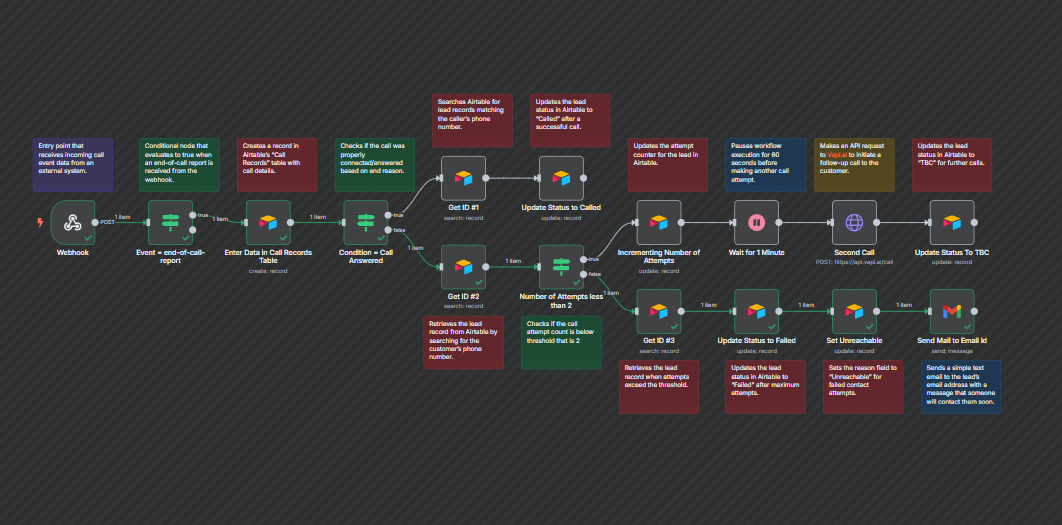 Searches Airtable for
lead records matching
the caller's phone
number.
Updates the lead
status in Airtable to
"Called" after a
successful call.
Entry point that
receives incoming call
event data from an
external system.
Conditional node that
evaluates to true when
an end-of-call report is
received from the
webhook.
Creates a record in
Airtable's "Call
Records" table with
call details.
Checks if the call was
properly
connected/answered
based on end reason.
Updates the attempt
counter for the lead in
Airtable.
Pauses workflow
execution for 60
seconds before
making another call
attempt.
Makes an API request
to Vapi.ai to initiate a
follow-up call to the
customer.
Updates the lead
status in Airtable to
"TBC" for further calls.
POST
1 item
Webhook
true
1 item
Event = end-of-call-
report
1 item
Enter Data in Call Records
Table
create: record
true
false
1 item
Condition = Call
Answered
Get ID #1
search: record
Update Status to Called
update: record
1 item
Get ID #2
search: record
true
false
1 item
Number of Attempts less
than 2
Incrementing Number of
Attempts
update: record
Wait for 1 Minute
Second Call
POST: https://api.vapi.ai/call
Update Status To TBC
update: record
1 item
Get ID #3
search: record
1 item
Update Status to Failed
update: record
1 item
Set Unreachable
update: record
Send Mail to Email Id
send: message
Retrieves the lead
record from Airtable by
searching for the
customer's phone
number.
Checks if the call
attempt count is below
threshold that is 2
Retrieves the lead
record when attempts
exceed the threshold.
Updates the lead
status in Airtable to
"Failed" after maximum
attempts.
Sets the reason field to
"Unreachable" for
failed contact
attempts.
Sends a simple text
email to the lead's
email address with a
message that someone
will contact them soon.